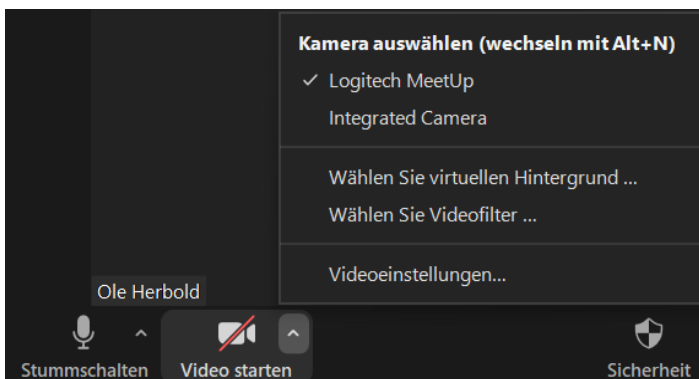 Kamera auswählen (wechseln mit Alt+N)
Logitech MeetUp
Integrated Camera
Wählen Sie virtuellen Hintergrund ...
Wählen Sie Videofilter ...
Videoeinstellungen...
Ole Herbold
Stummschalten
Video starten
Sicherheit